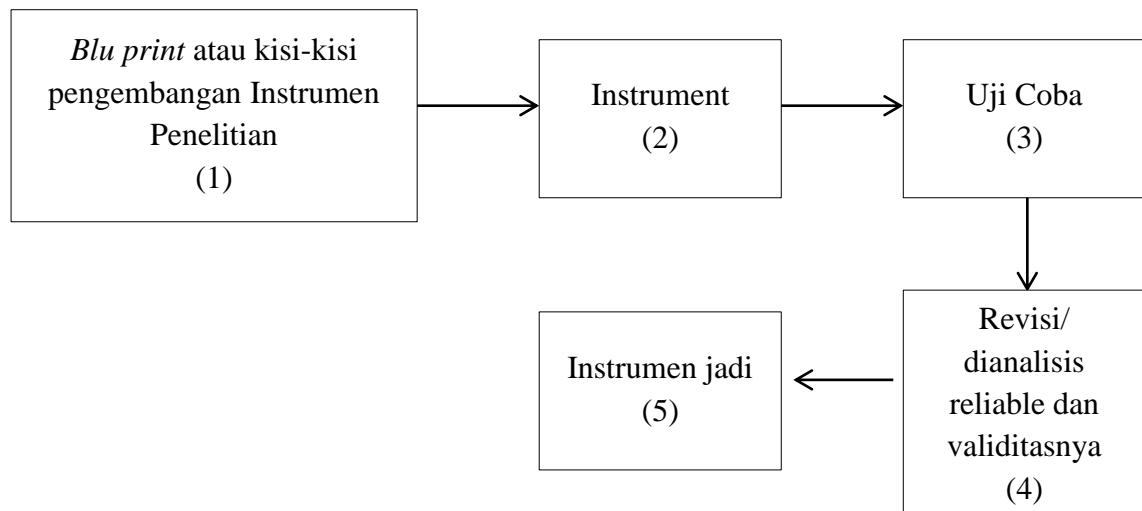 Blu print atau kisi-kisi
pengembangan Instrumen
Penelitian
(1)
Instrument
(2)
Uji Coba
(3)
Revisi/
dianalisis
reliable dan
validitasnya
(4)
Instrumen jadi
(5)